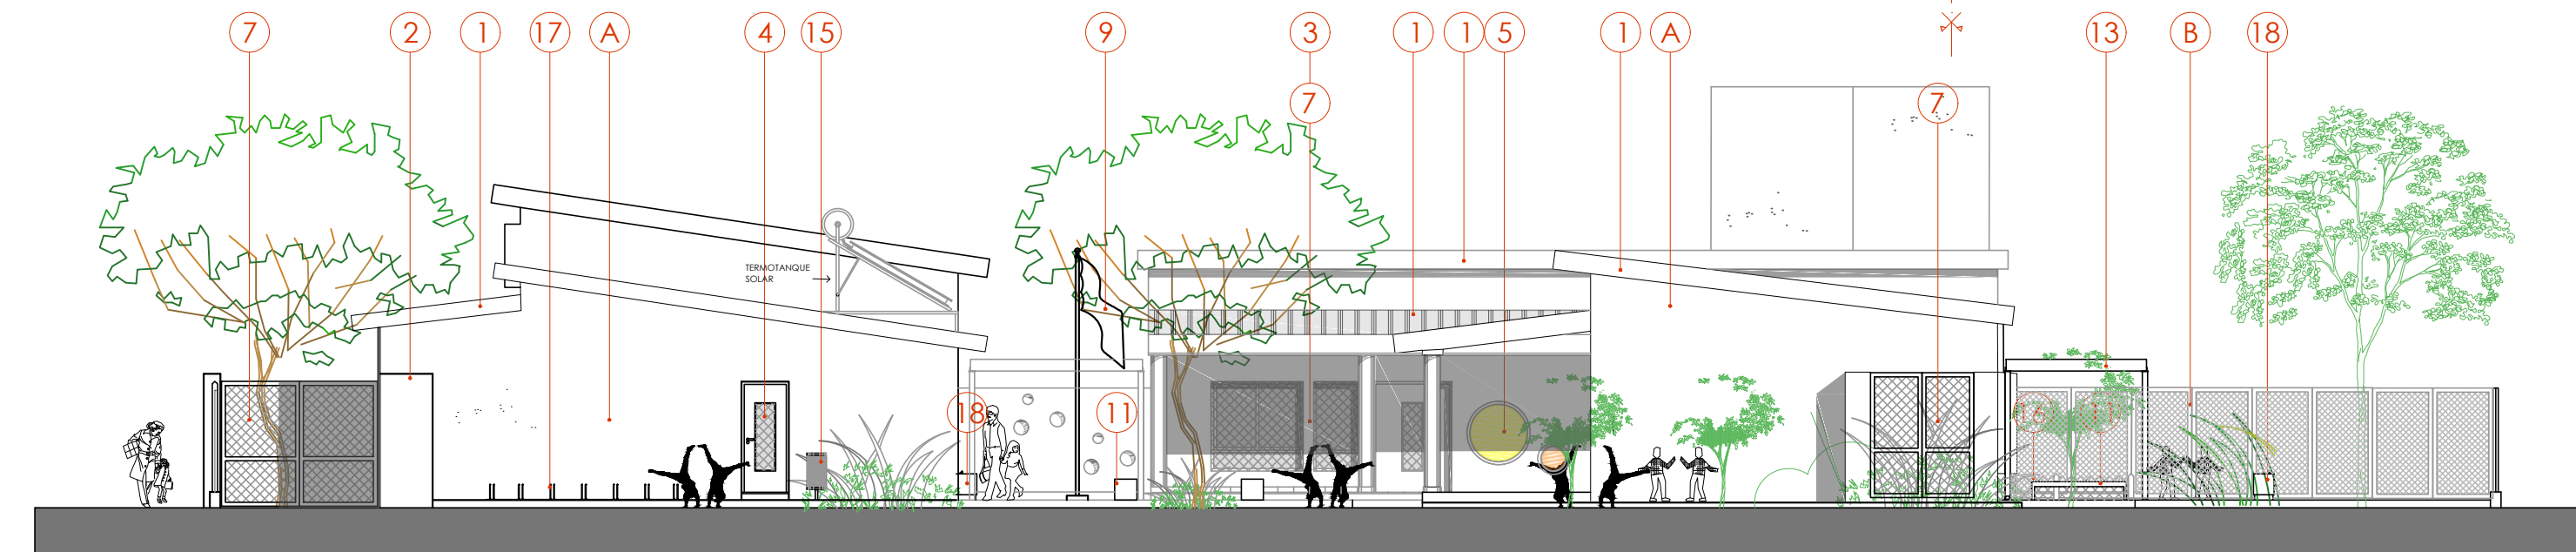 7 2 1 17 A 4 15 9 3 1 1 5 1 A 13 B 18
7 7
TERMOTANQUE
SOLAR
18 11